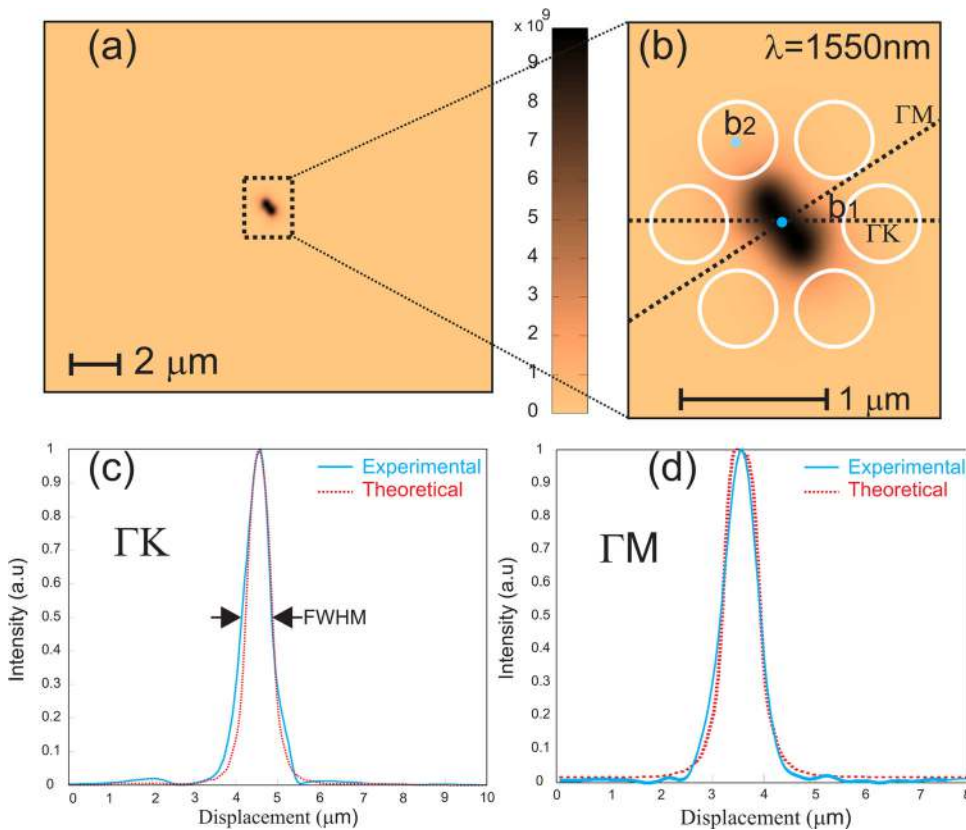 (a)
2 μm
x 10⁹
9
8
7
6
5
4
3
2
1
0
(b) λ=1550nm
b2
ΓM
b1
ΓK
1 μm
(c)
Experimental
Theoretical
ΓK
FWHM
Intensity (a.u)
1
0.9
0.8
0.7
0.6
0.5
0.4
0.3
0.2
0.1
0
0 1 2 3 4 5 6 7 8 9 10
Displacement (μm)
(d)
Experimental
Theoretical
ΓM
Intensity (a.u)
1
0.9
0.8
0.7
0.6
0.5
0.4
0.3
0.2
0.1
0
0 1 2 3 4 5 6 7 8
Displacement (μm)